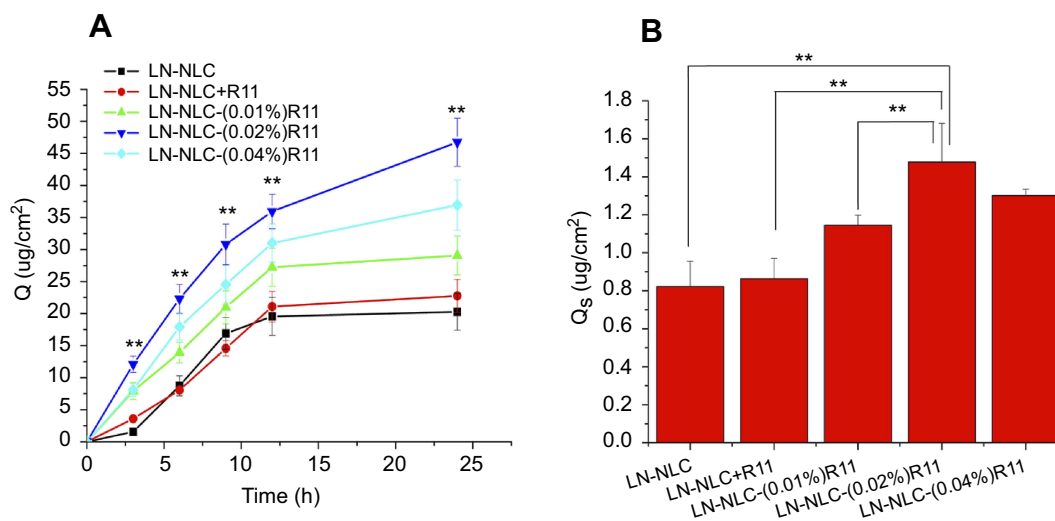 A
LN-NLC
LN-NLC+R11
LN-NLC-(0.01%)R11
LN-NLC-(0.02%)R11
LN-NLC-(0.04%)R11
55
50
45
40
35
30
25
20
15
10
5
0
Q (ug/cm²)
**
**
**
**
**
0 5 10 15 20 25
Time (h)
B
**
**
**
1.8
1.6
1.4
1.2
1.0
0.8
0.6
0.4
0.2
0.0
Qs (ug/cm²)
LN-NLC
LN-NLC+R11
LN-NLC-(0.01%)R11
LN-NLC-(0.02%)R11
LN-NLC-(0.04%)R11